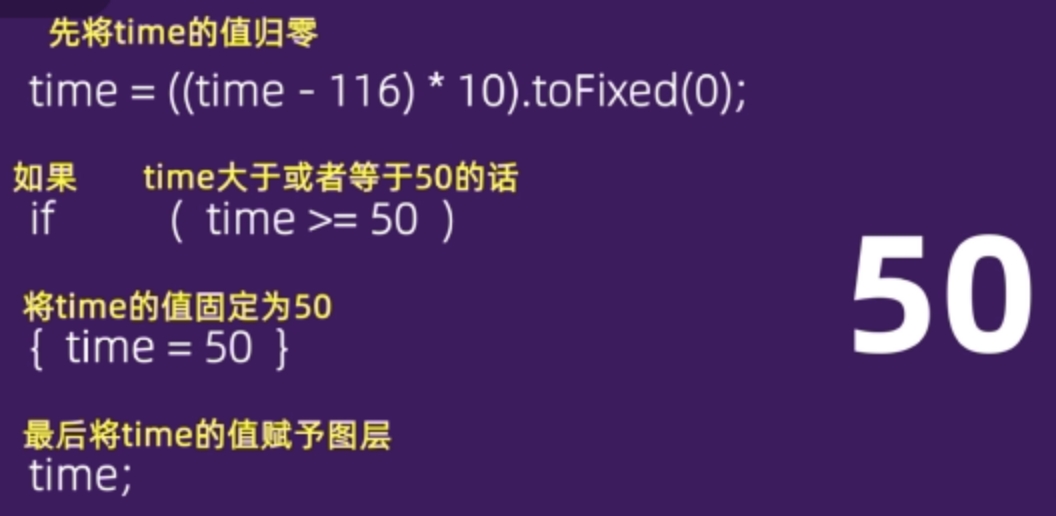 先将time的值归零
time = ((time - 116) * 10).toFixed(0);
如果 time大于或者等于50的话
if ( time >= 50 )
50
将time的值固定为50
{ time = 50 }
最后将time的值赋予图层
time;